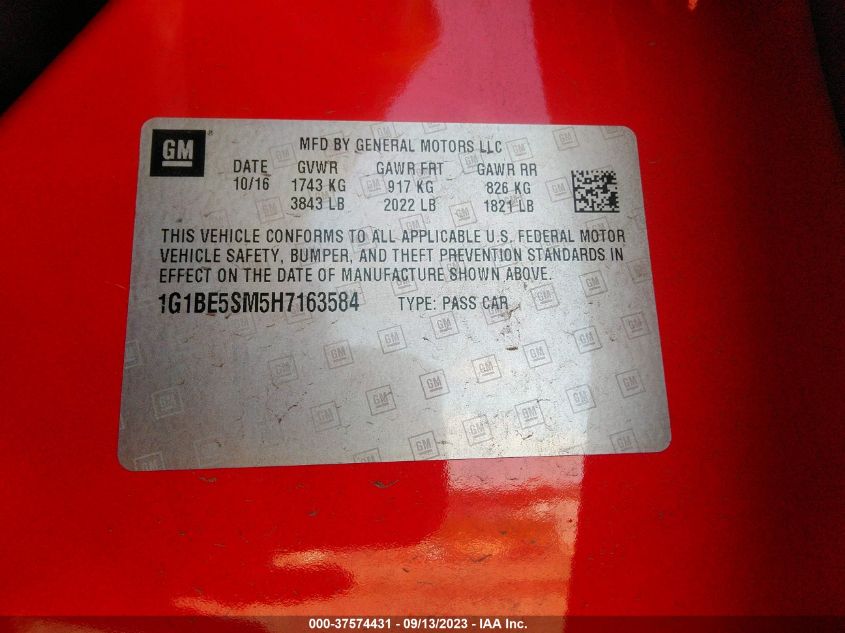 GM ® MFD BY GENERAL MOTORS LLC
DATE GVWR GAWR FRT GAWR RR
10/16 1743 KG 917 KG 826 KG
3843 LB 2022 LB 1821 LB
THIS VEHICLE CONFORMS TO ALL APPLICABLE U.S. FEDERAL MOTOR
VEHICLE SAFETY, BUMPER, AND THEFT PREVENTION STANDARDS IN
EFFECT ON THE DATE OF MANUFACTURE SHOWN ABOVE.
1G1BE5SM5H7163584 TYPE: PASS CAR
000-37574431 - 09/13/2023 - IAA Inc.